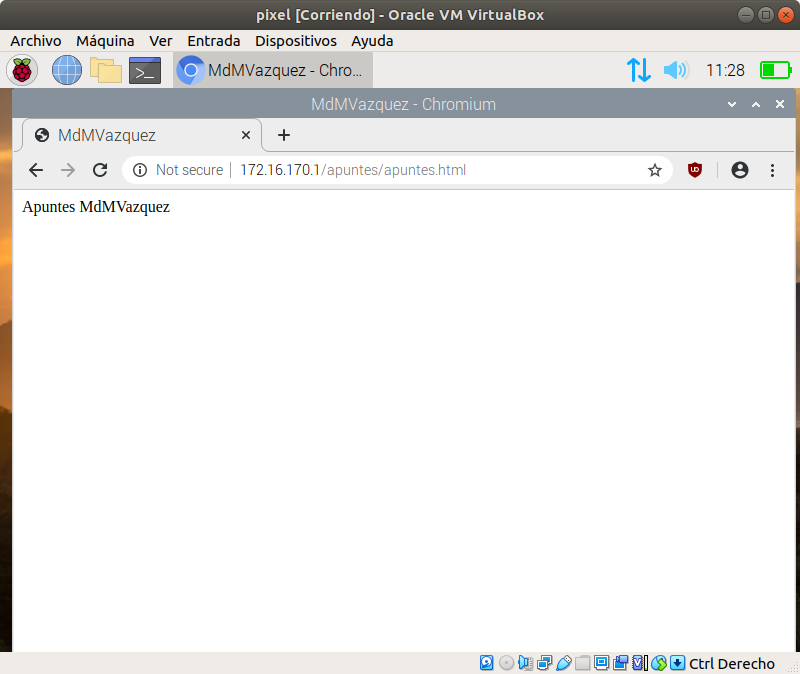 pixel [Corriendo] - Oracle VM VirtualBox
Archivo Máquina Ver Entrada Dispositivos Ayuda
MdMVazquez - Chro... 11:28
MdMVazquez - Chromium
MdMVazquez
Not secure 172.16.170.1/apuntes/apuntes.html
Apuntes MdMVazquez
Ctrl Derecho